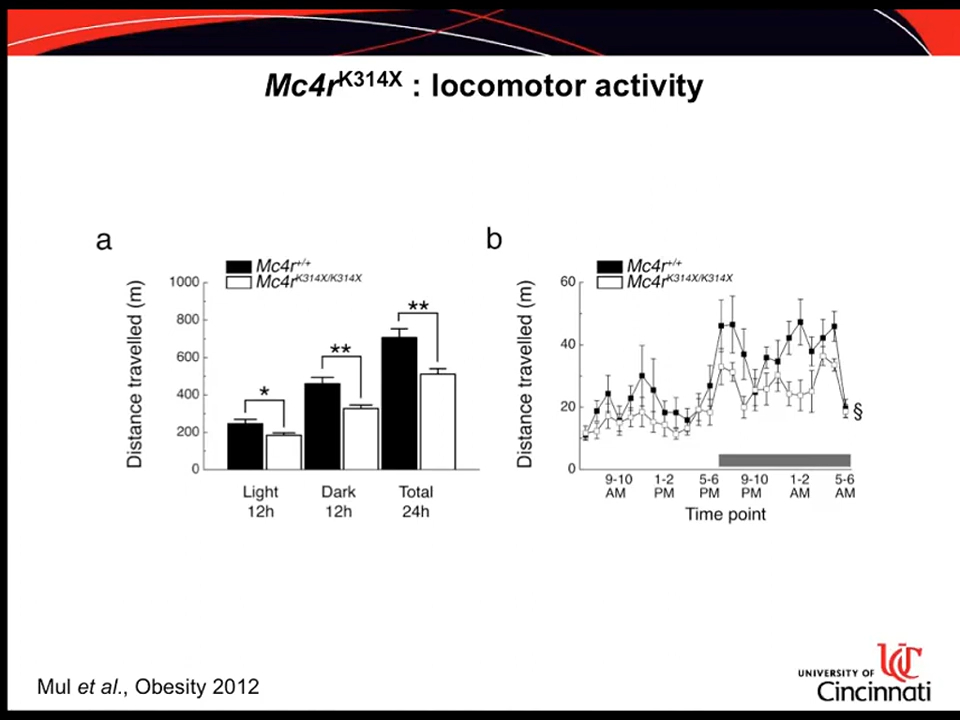 Mc4rK314X : locomotor activity
a
Mc4r+/+
Mc4rK314X/K314X
Distance travelled (m)
1000
800
600
400
200
0
*
**
**
Light
12h
Dark
12h
Total
24h
b
Mc4r+/+
Mc4rK314X/K314X
Distance travelled (m)
60
40
20
0
§
9-10
AM
1-2
PM
5-6
PM
9-10
PM
1-2
AM
5-6
AM
Time point
Mul et al., Obesity 2012
UC
UNIVERSITY OF
Cincinnati